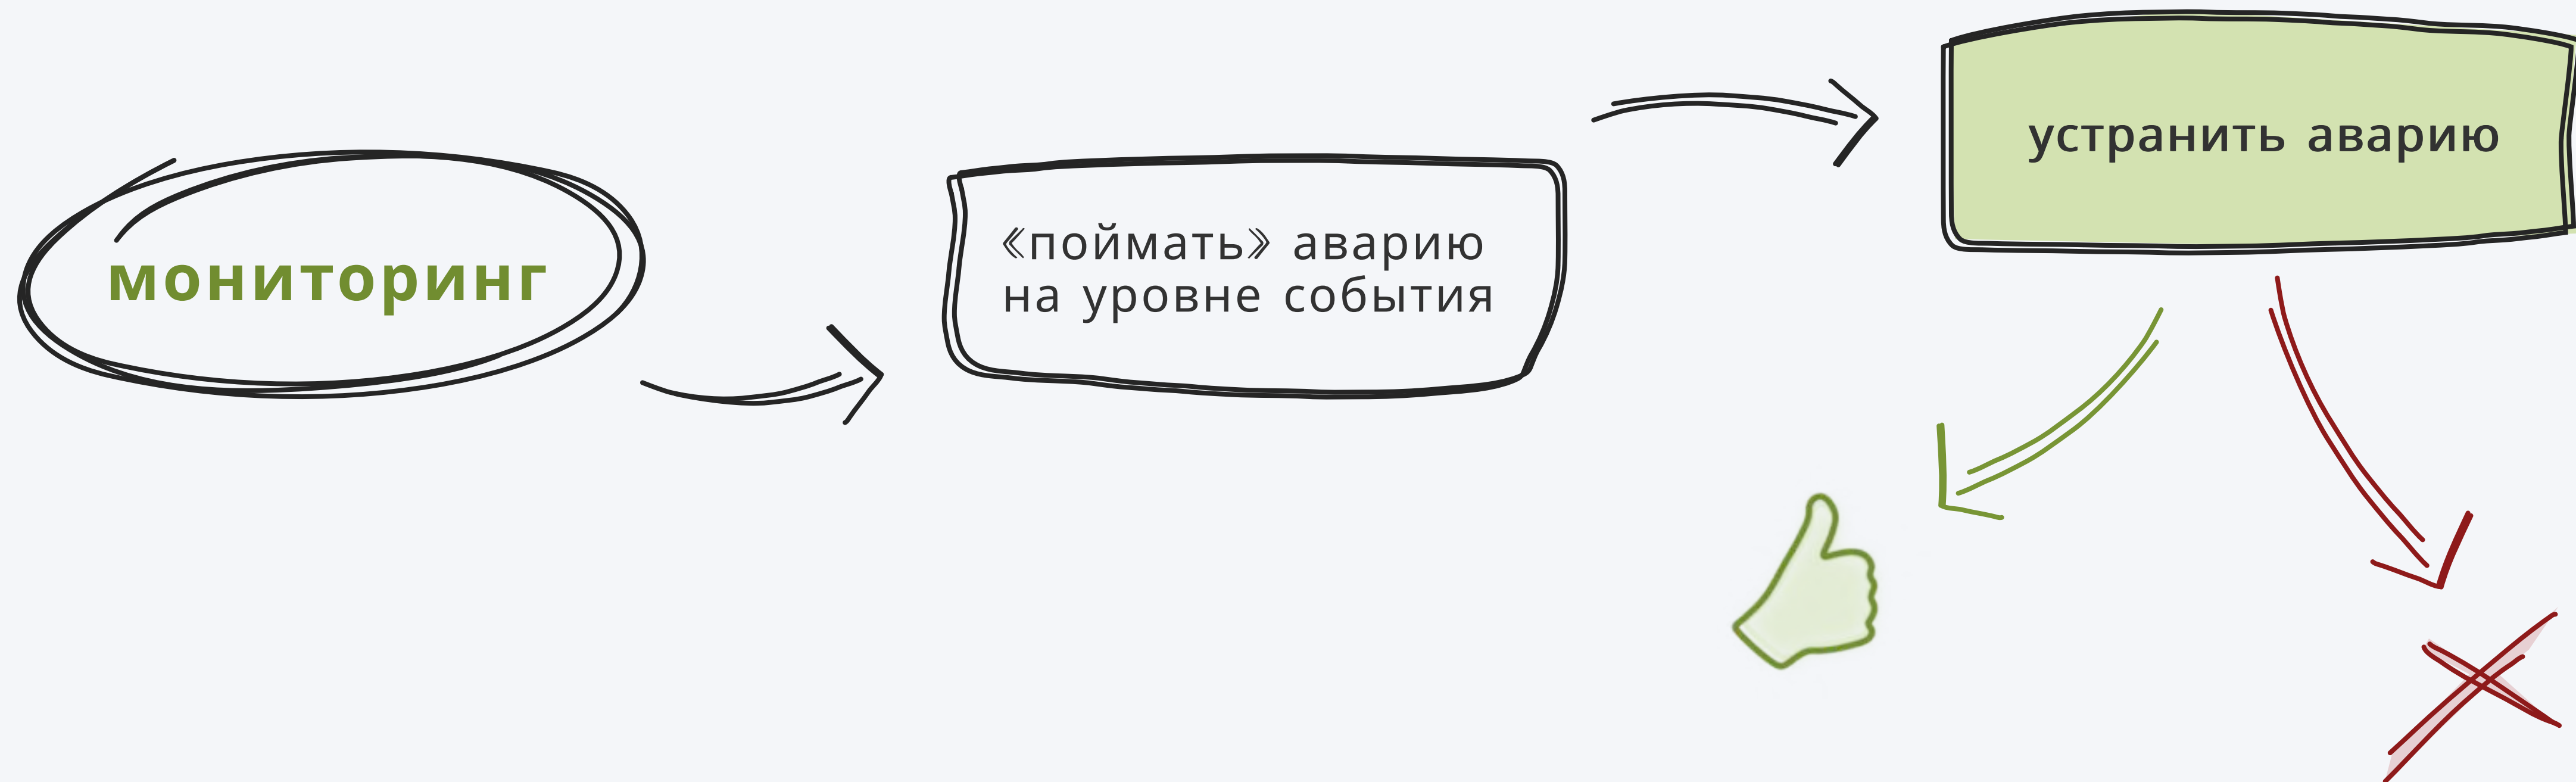 мониторинг
《поймать》 аварию
на уровне события
устранить аварию